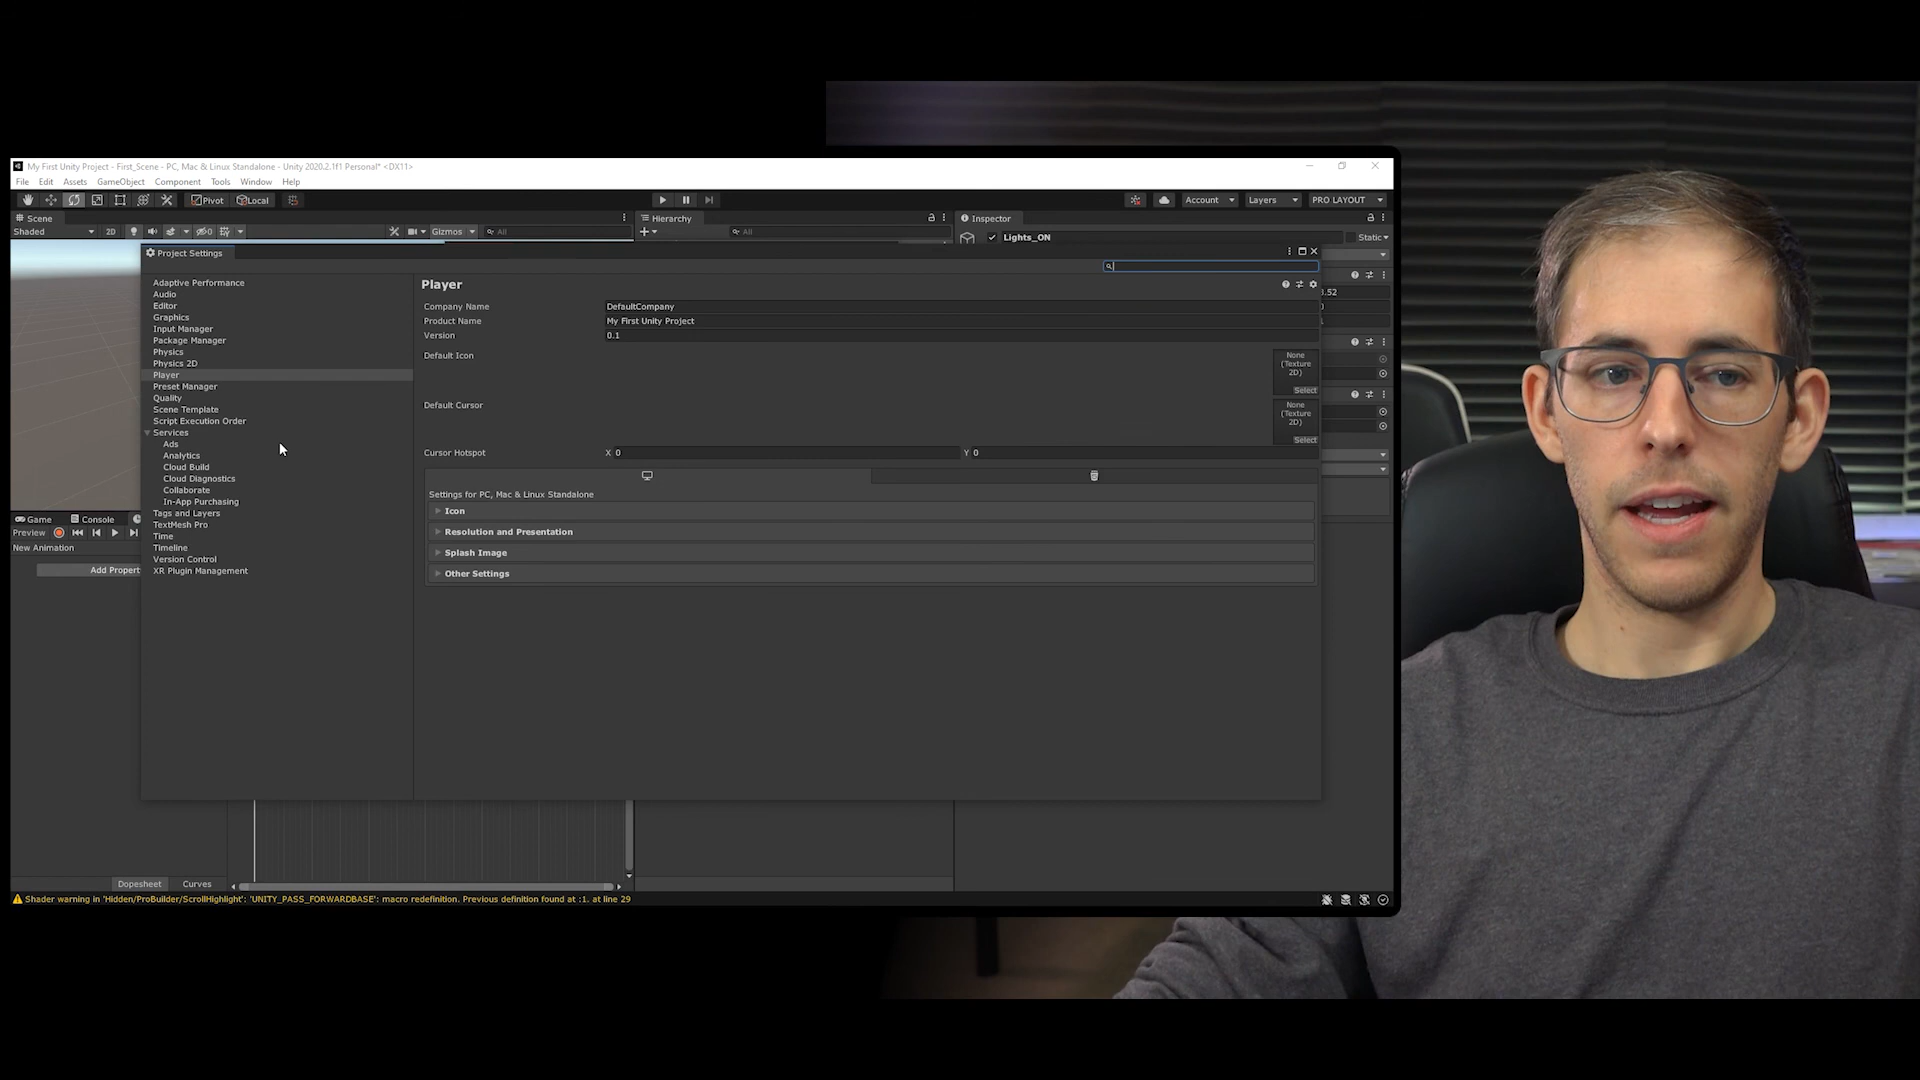 My First Unity Project - First_Scene - PC, Mac & Linux Standalone - Unity 2020.2.1f1 Personal* <DX11>
File Edit Assets GameObject Component Tools Window Help
Pivot Local Account Layers PRO LAYOUT
Scene Hierarchy Inspector
Shaded 2D Gizmos All All
Lights_ON Static
Project Settings
Adaptive Performance
Audio
Editor
Graphics
Input Manager
Package Manager
Physics
Physics 2D
Player
Preset Manager
Quality
Scene Template
Script Execution Order
Services
Ads
Analytics
Cloud Build
Cloud Diagnostics
Collaborate
In-App Purchasing
Tags and Layers
TextMesh Pro
Time
Timeline
Version Control
XR Plugin Management
Player
Company Name DefaultCompany
Product Name My First Unity Project
Version 0.1
Default Icon
None
(Texture
2D)
Select
Default Cursor
None
(Texture
2D)
Select
Cursor Hotspot X 0 Y 0
Settings for PC, Mac & Linux Standalone
Icon
Resolution and Presentation
Splash Image
Other Settings
Game Console
Preview
New Animation
Add Propert
Dopesheet Curves
Shader warning in 'Hidden/ProBuilder/ScrollHighlight': 'UNITY_PASS_FORWARDBASE': macro redefinition. Previous definition found at :1. at line 29